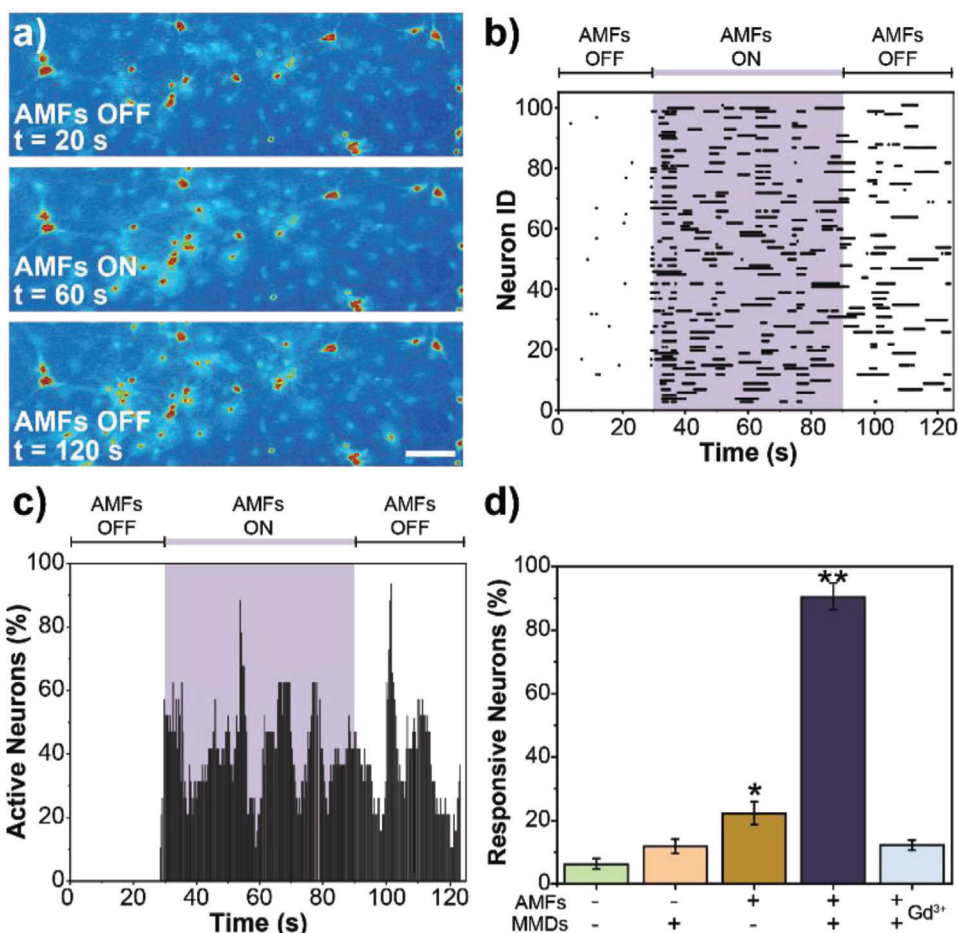 a)
AMFs OFF
t = 20 s
AMFs ON
t = 60 s
AMFs OFF
t = 120 s
b)
AMFs AMFs AMFs
OFF ON OFF
100
80
60
40
20
0
Neuron ID
0 20 40 60 80 100 120
Time (s)
c)
AMFs AMFs AMFs
OFF ON OFF
100
80
60
40
20
0
Active Neurons (%)
0 20 40 60 80 100 120
Time (s)
d)
100
80
60
40
20
0
Responsive Neurons (%)
* **
AMFs - - + + + Gd³⁺
MMDs - + - + +